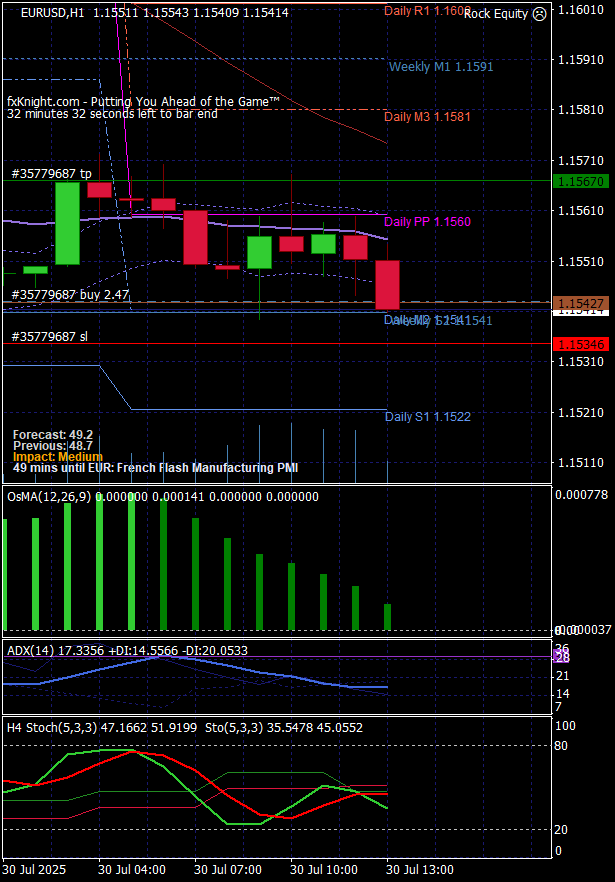 EURUSD,H1 1.15511 1.15543 1.15409 1.15414
Daily R1 1.1602
Rock Equity
1.1601
Weekly M1 1.1591
1.15910
fxKnight.com - Putting You Ahead of the Game™
32 minutes 32 seconds left to bar end
1.15810
Daily M3 1.1581
1.15710
#35779687 tp
1.15670
1.15610
Daily PP 1.1560
1.15510
#35779687 buy 2.47
1.15427
1.15414
Daily M2 1.1541
Weekly S2 1.1541
#35779687 sl
1.15346
1.15310
1.15210
Daily S1 1.1522
Forecast: 49.2
Previous: 48.7
Impact: Medium
49 mins until EUR: French Flash Manufacturing PMI
1.15110
OsMA(12,26,9) 0.000000 0.000141 0.000000 0.000000
0.000778
ADX(14) 17.3356 +DI:14.5566 -DI:20.0533
28
21
14
7
H4 Stoch(5,3,3) 47.1662 51.9199 Sto(5,3,3) 35.5478 45.0552
100
80
20
0
30 Jul 2025
30 Jul 04:00
30 Jul 07:00
30 Jul 10:00
30 Jul 13:00